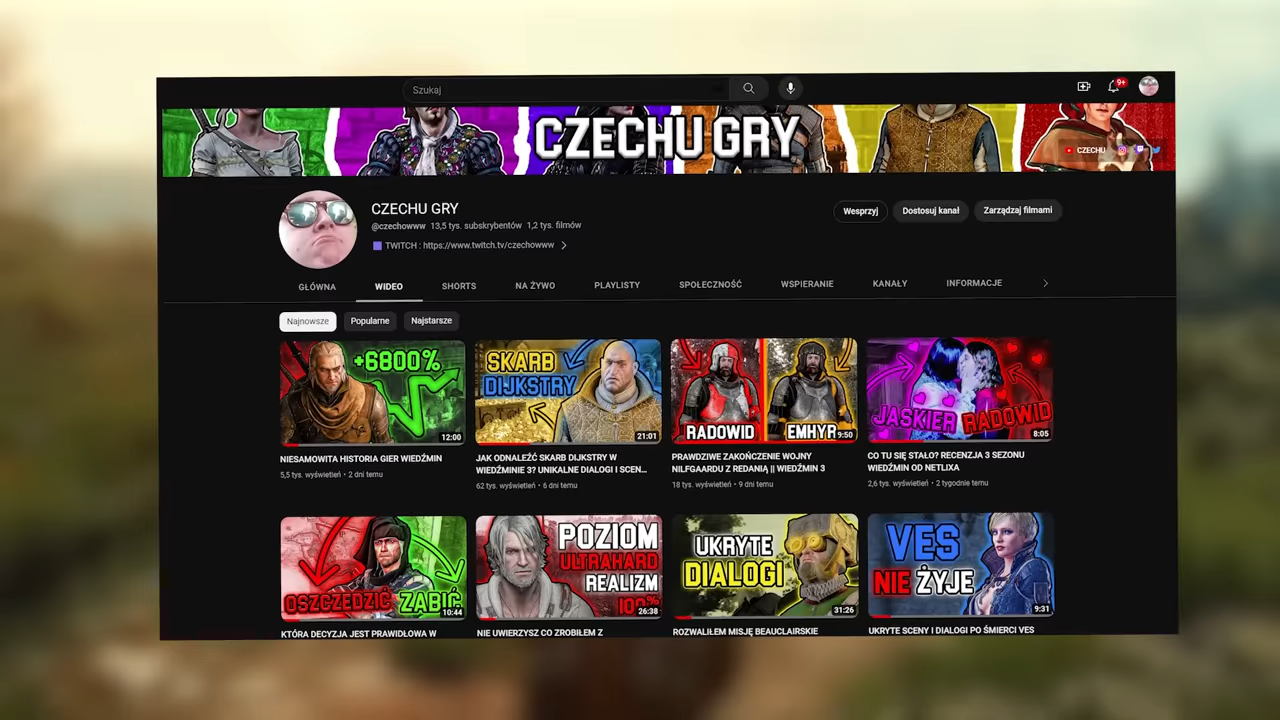 Szukaj
9+
CZECHU GRY
CZECHU
CZECHU GRY
@czechowww 13,5 tys. subskrybentów 1,2 tys. filmów
TWITCH : https://www.twitch.tv/czechowww
Wesprzyj
Dostosuj kanał
Zarządzaj filmami
GŁÓWNA
WIDEO
SHORTS
NA ŻYWO
PLAYLISTY
SPOŁECZNOŚĆ
WSPIERANIE
KANAŁY
INFORMACJE
Najnowsze
Popularne
Najstarsze
+6800%
12:00
NIESAMOWITA HISTORIA GIER WIEDŹMIN
5,5 tys. wyświetleń • 2 dni temu
SKARB
DIJKSTRY
21:01
JAK ODNALEŹĆ SKARB DIJKSTRY W
WIEDŹMINIE 3? UNIKALNE DIALOGI I SCEN...
62 tys. wyświetleń • 6 dni temu
RADOWID
EMHYR
9:50
PRAWDZIWE ZAKOŃCZENIE WOJNY
NILFGAARDU Z REDANIĄ || WIEDŹMIN 3
18 tys. wyświetleń • 9 dni temu
JASKIER
RADOWID
8:05
CO TU SIĘ STAŁO? RECENZJA 3 SEZONU
WIEDŹMIN OD NETLIXA
2,6 tys. wyświetleń • 2 tygodnie temu
OSZCZĘDZIĆ
ZABIĆ
10:44
KTÓRA DECYZJA JEST PRAWIDŁOWA W
POZIOM
ULTRAHARD
REALIZM
100%
26:38
NIE UWIERZYSZ CO ZROBIŁEM Z
UKRYTE
DIALOGI
31:26
ROZWALIŁEM MISJĘ BEAUCLAIRSKIE
VES
NIE ŻYJE
9:31
UKRYTE SCENY I DIALOGI PO ŚMIERCI VES